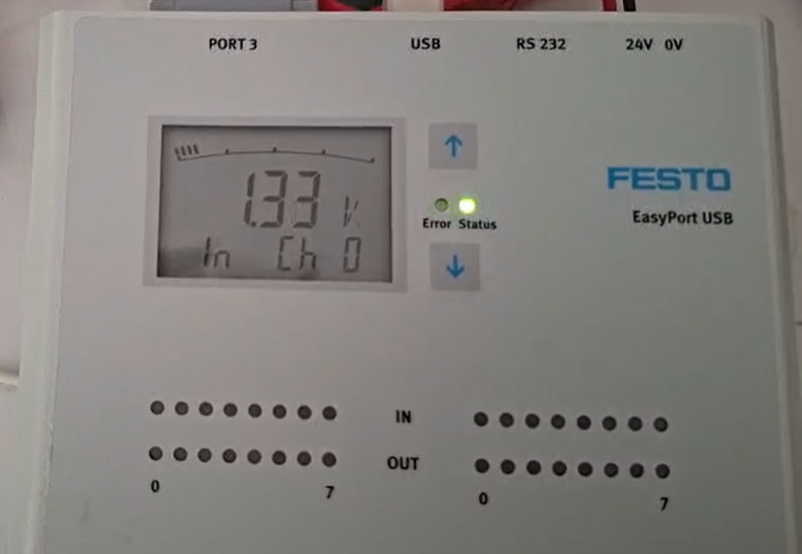 PORT 3 USB RS 232 24V 0V
1.33 V
In Ch 0
Error Status
FESTO
EasyPort USB
IN
OUT
0 7 0 7